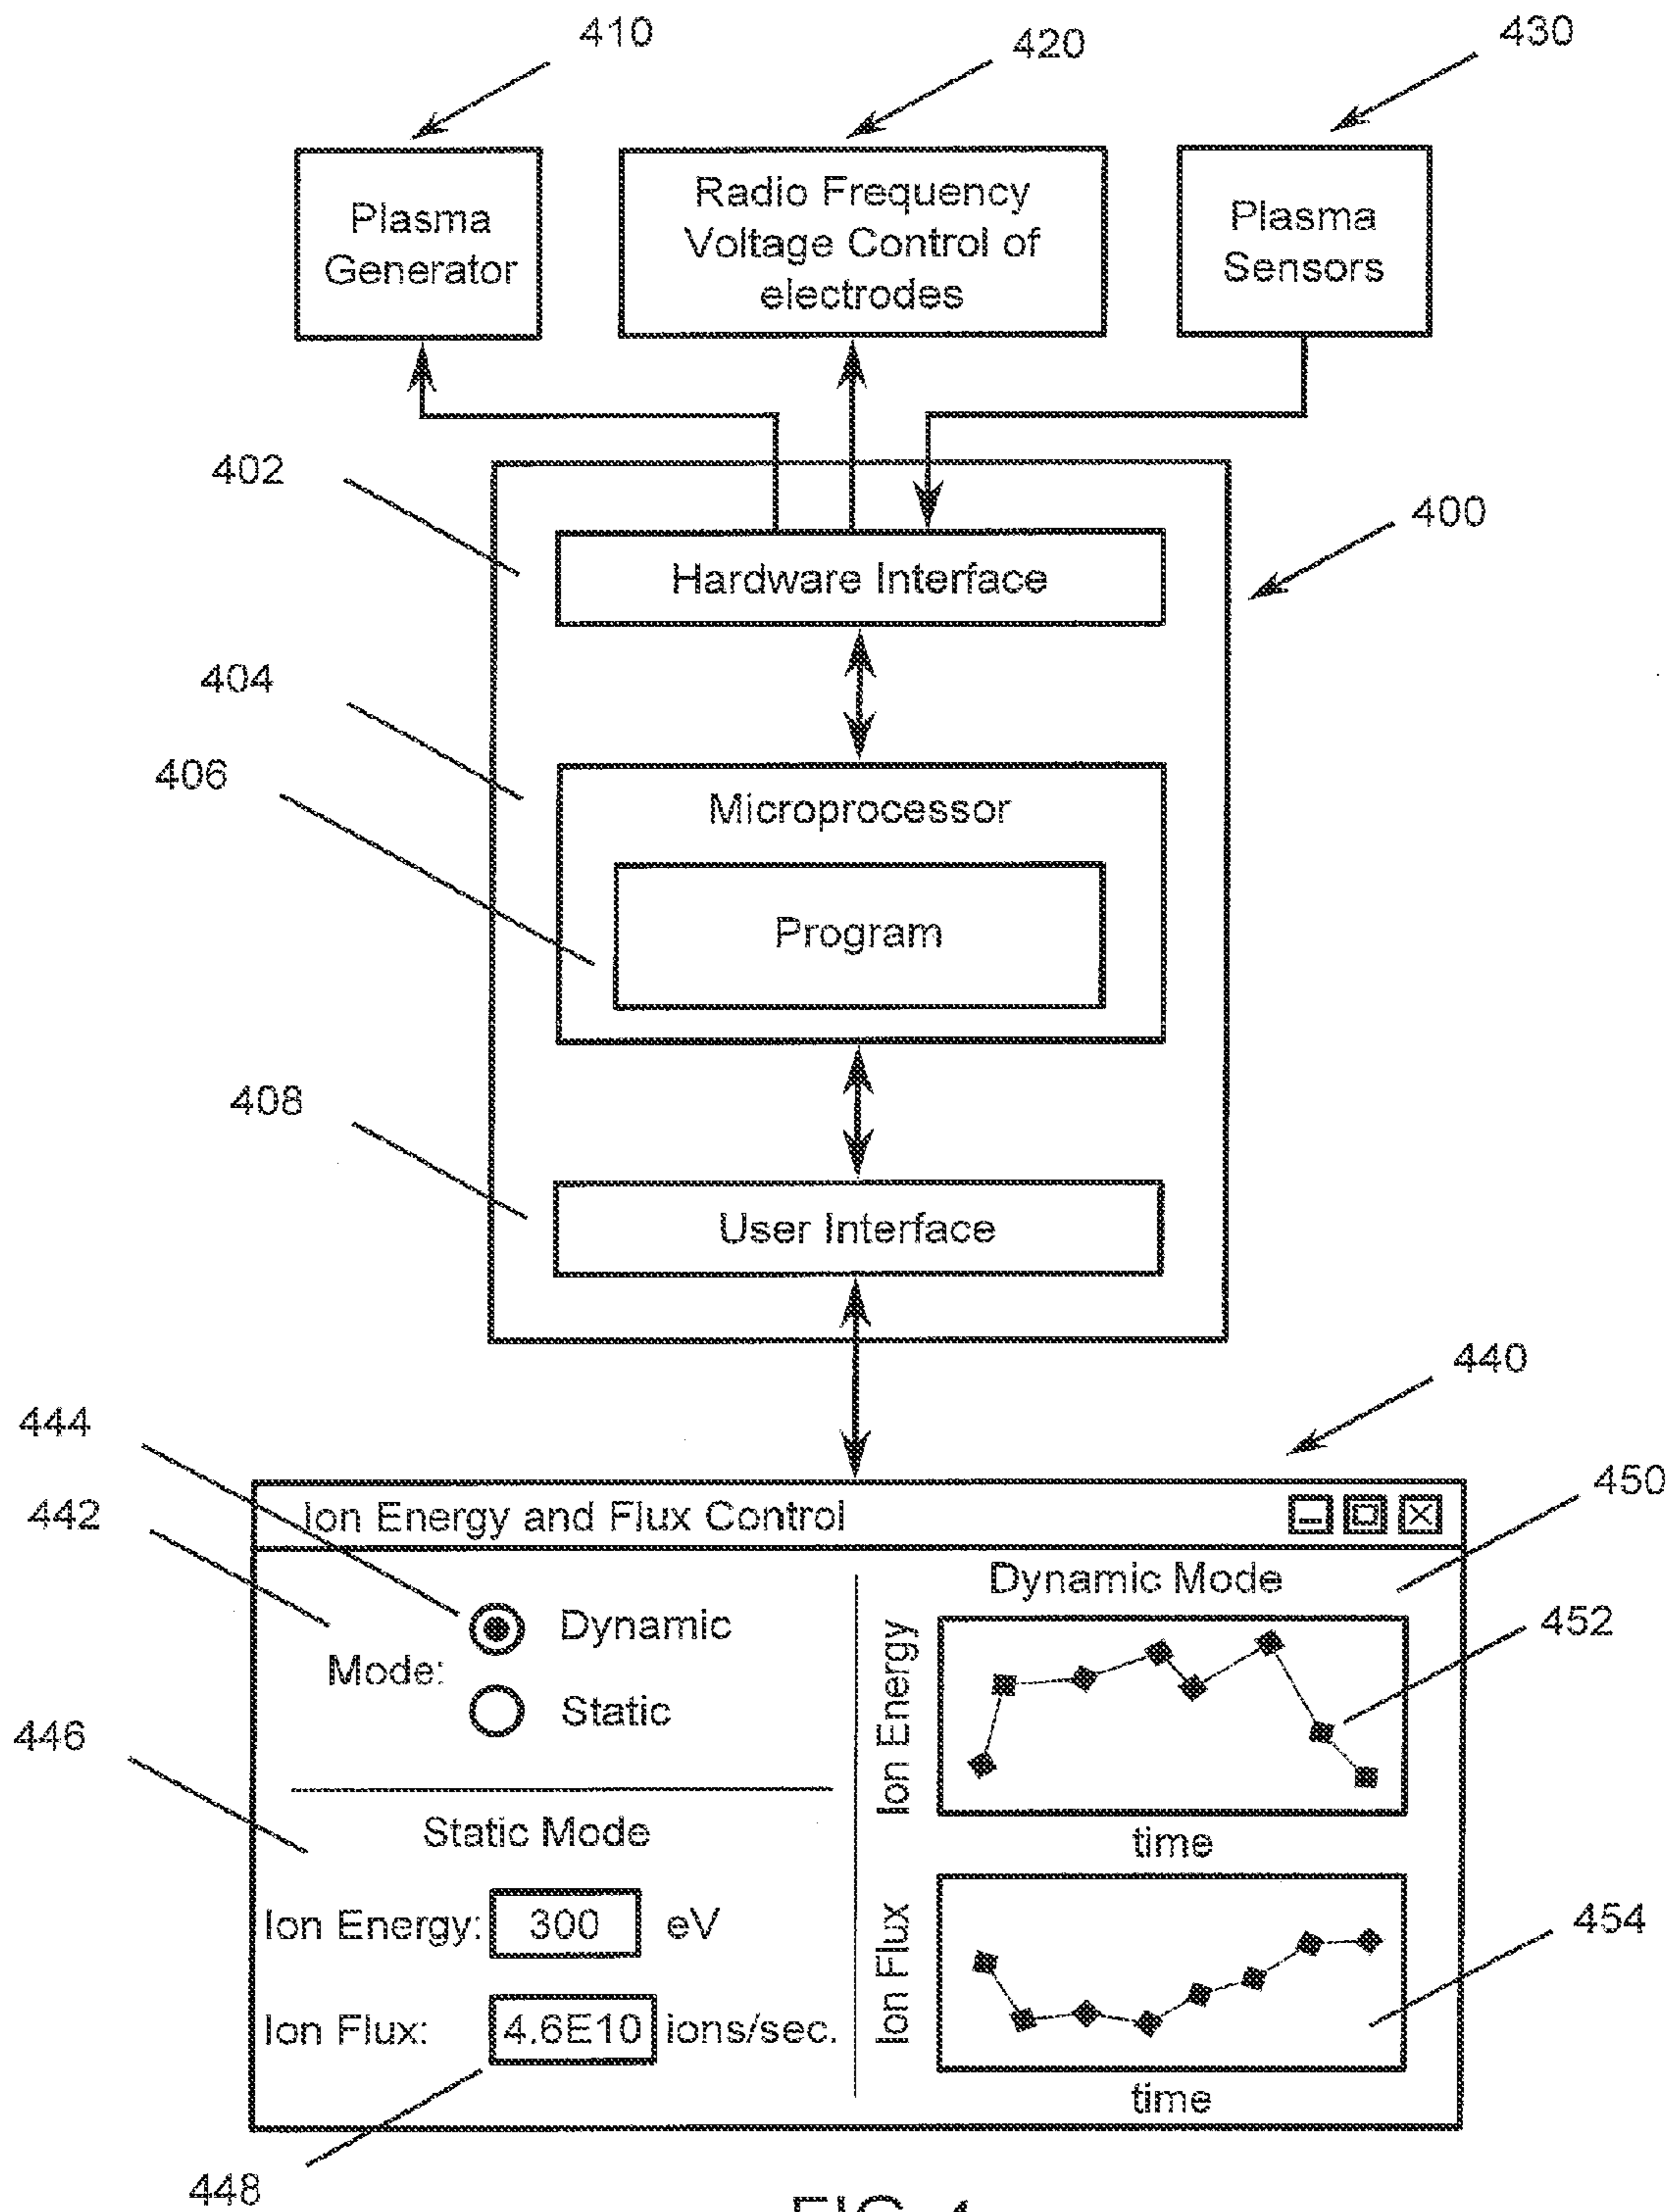 410
420
430
Plasma
Generator
Radio Frequency
Voltage Control of
electrodes
Plasma
Sensors
402
400
Hardware Interface
404
406
Microprocessor
Program
408
User Interface
440
444
442
450
Ion Energy and Flux Control
Dynamic Mode
Mode:
Dynamic
Static
452
Ion Energy
time
446
Static Mode
Ion Energy: 300 eV
Ion Flux: 4.6E10 ions/sec.
Ion Flux
time
454
448